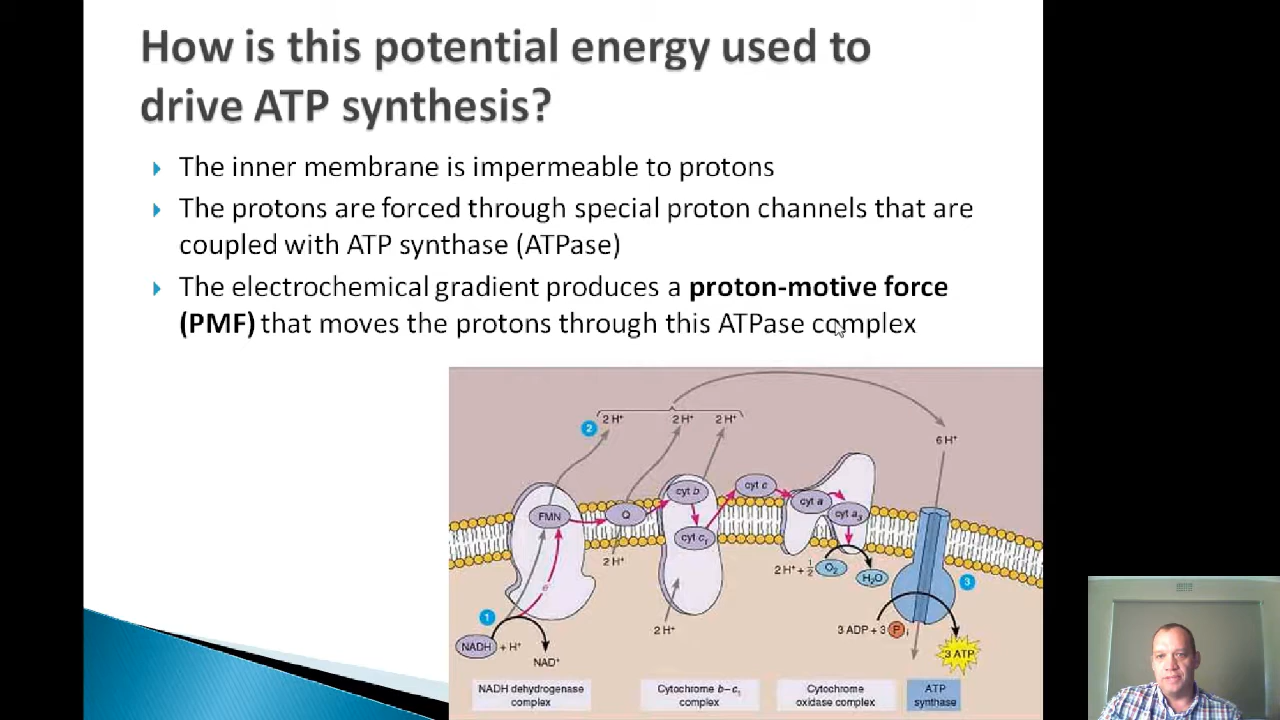 How is this potential energy used to
drive ATP synthesis?
The inner membrane is impermeable to protons
The protons are forced through special proton channels that are
coupled with ATP synthase (ATPase)
The electrochemical gradient produces a proton-motive force
(PMF) that moves the protons through this ATPase complex
2
2 H⁺
2 H⁺
2 H⁺
6 H⁺
FMN
Q
cyt b
cyt c₁
cyt c
cyt a
cyt a₃
2 H⁺
2 H⁺ + 1/2
O₂
H₂O
3
e⁻
1
NADH + H⁺
NAD⁺
2 H⁺
3 ADP + 3 Pᵢ
3 ATP
NADH dehydrogenase
complex
Cytochrome b–c₁
complex
Cytochrome
oxidase complex
ATP
synthase